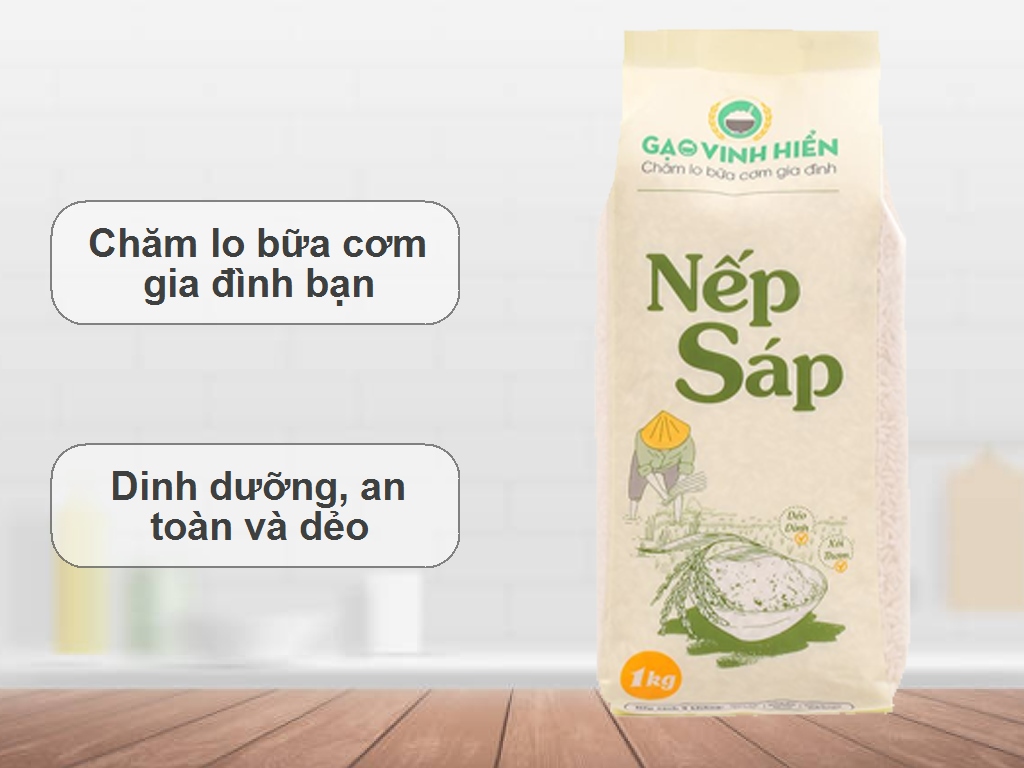 Chăm lo bữa cơm
gia đình bạn
Dinh dưỡng, an
toàn và dẻo
GẠO VINH HIỂN
Chăm lo bữa cơm gia đình
Nếp
Sáp
Dẻo
Dính
Xôi
1kg